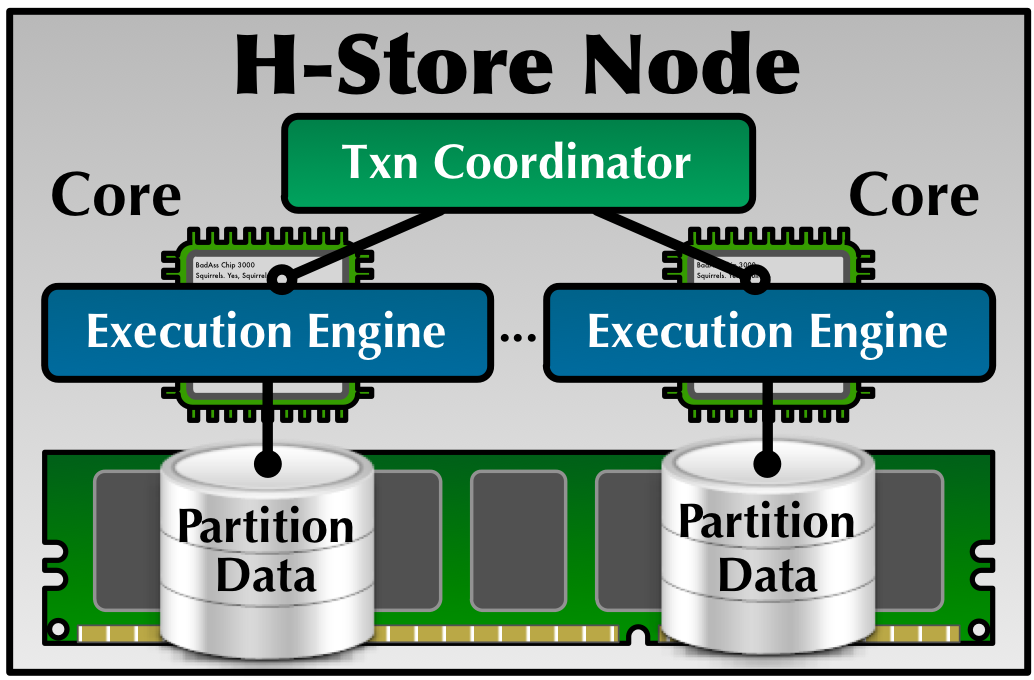 H-Store Node
Txn Coordinator
Core
Core
BadAss Chip 3000
Squirrels. Yes, Squirrel
BadAss Chip 3000
Squirrels.
Execution Engine
...
Execution Engine
Partition
Data
Partition
Data